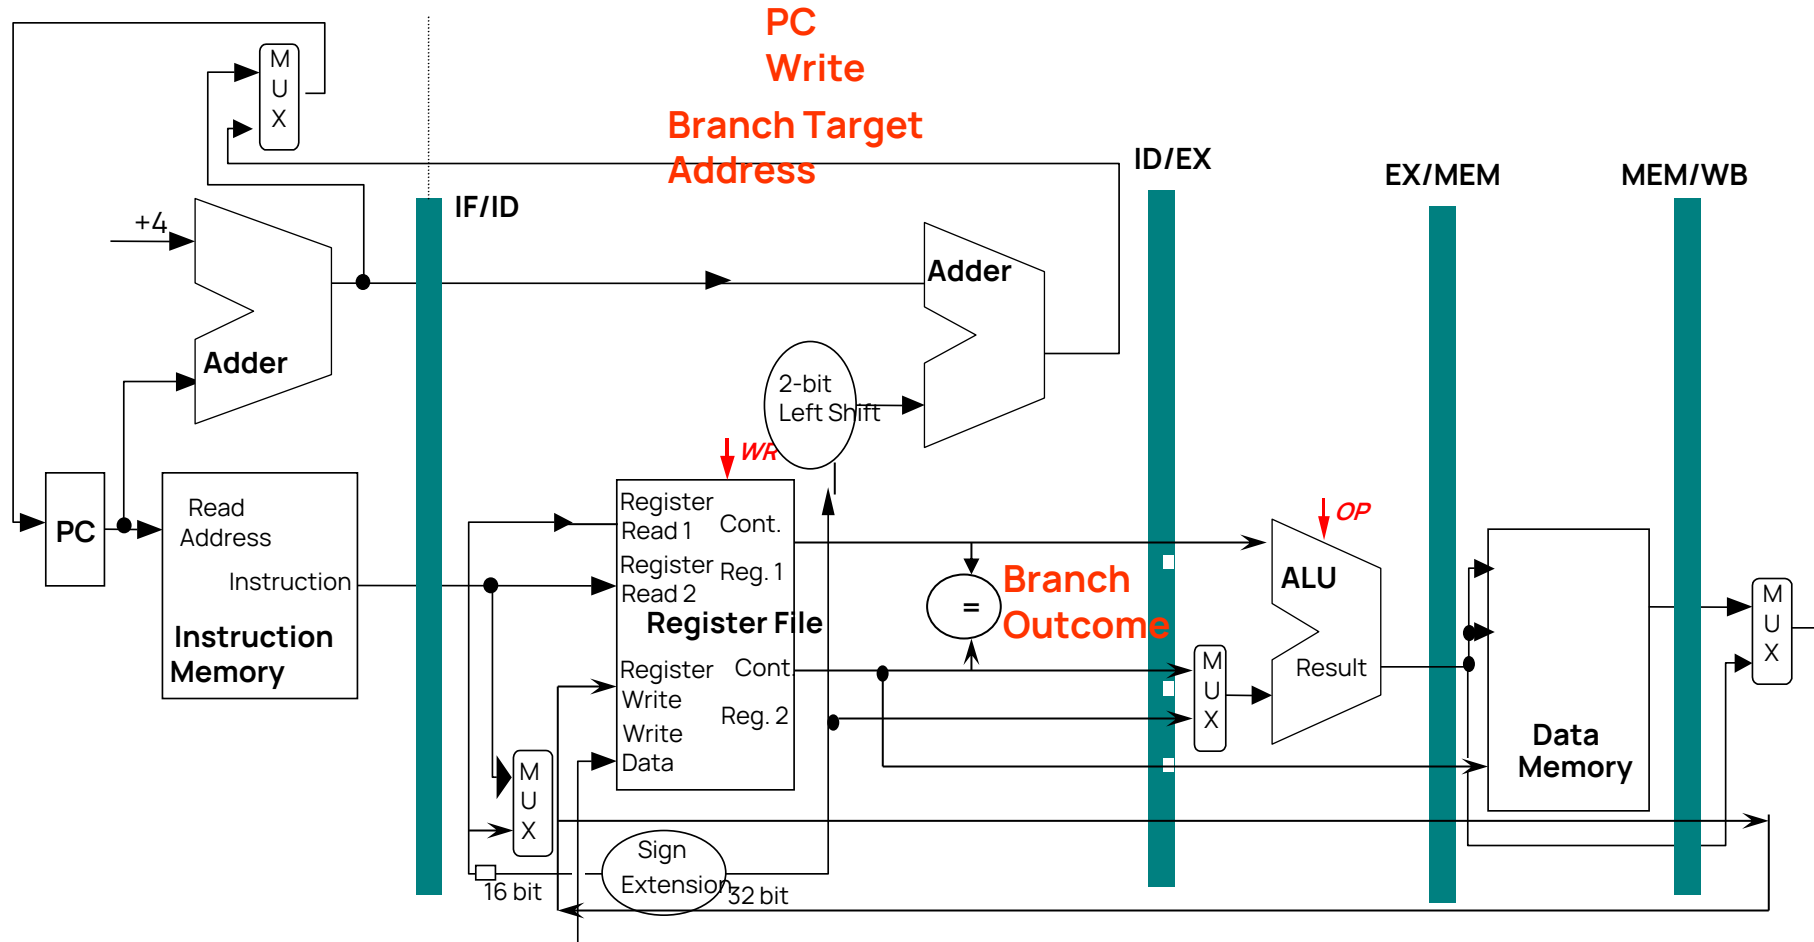 PC
Write
Branch Target
Address
M
U
X
IF/ID
ID/EX
EX/MEM
MEM/WB
+4
Adder
Adder
2-bit
Left Shift
WR
PC
Read
Address
Instruction
Instruction
Memory
Register
Read 1
Cont.
Reg. 1
Register
Read 2
Register File
Register
Write
Cont.
Reg. 2
Write
Data
=
Branch
Outcome
OP
ALU
Result
M
U
X
Data
Memory
M
U
X
M
U
X
Sign
Extension
16 bit
32 bit